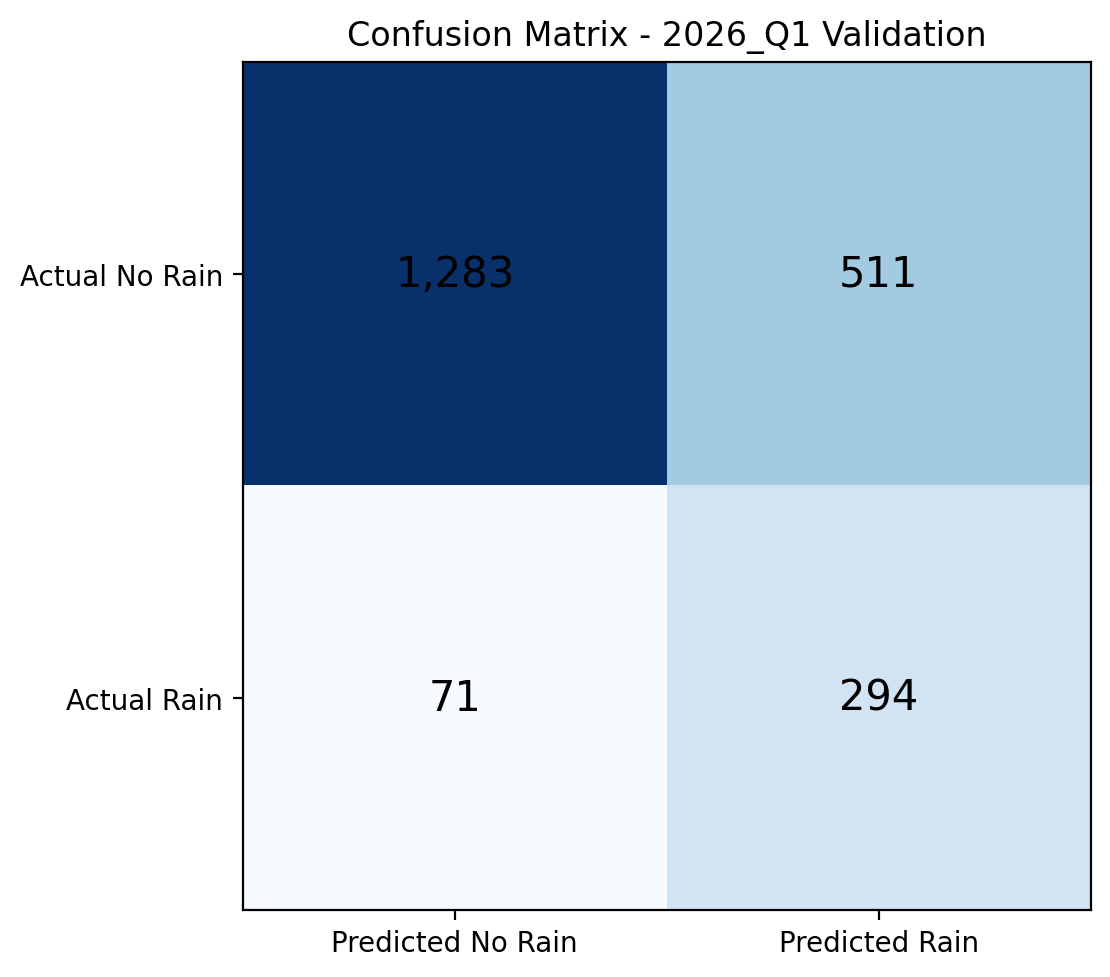 Confusion Matrix - 2026_Q1 Validation
Actual No Rain
1,283
511
Actual Rain
71
294
Predicted No Rain
Predicted Rain